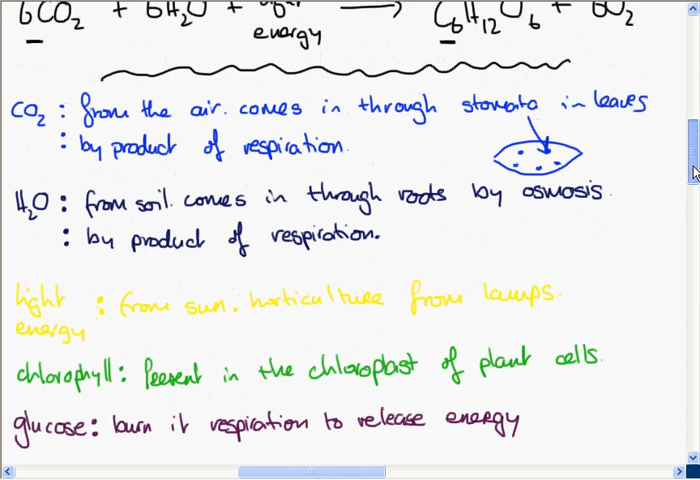 6CO2 + 6H2O + light energy → C6H12O6 + 6O2
CO2 : from the air. comes in through stomata in leaves
: by product of respiration.
H2O : from soil. comes in through roots by osmosis.
: by product of respiration.
light energy : from sun. horticulture from lamps.
chlorophyll : Present in the chloroplast of plant cells.
glucose : burn it respiration to release energy